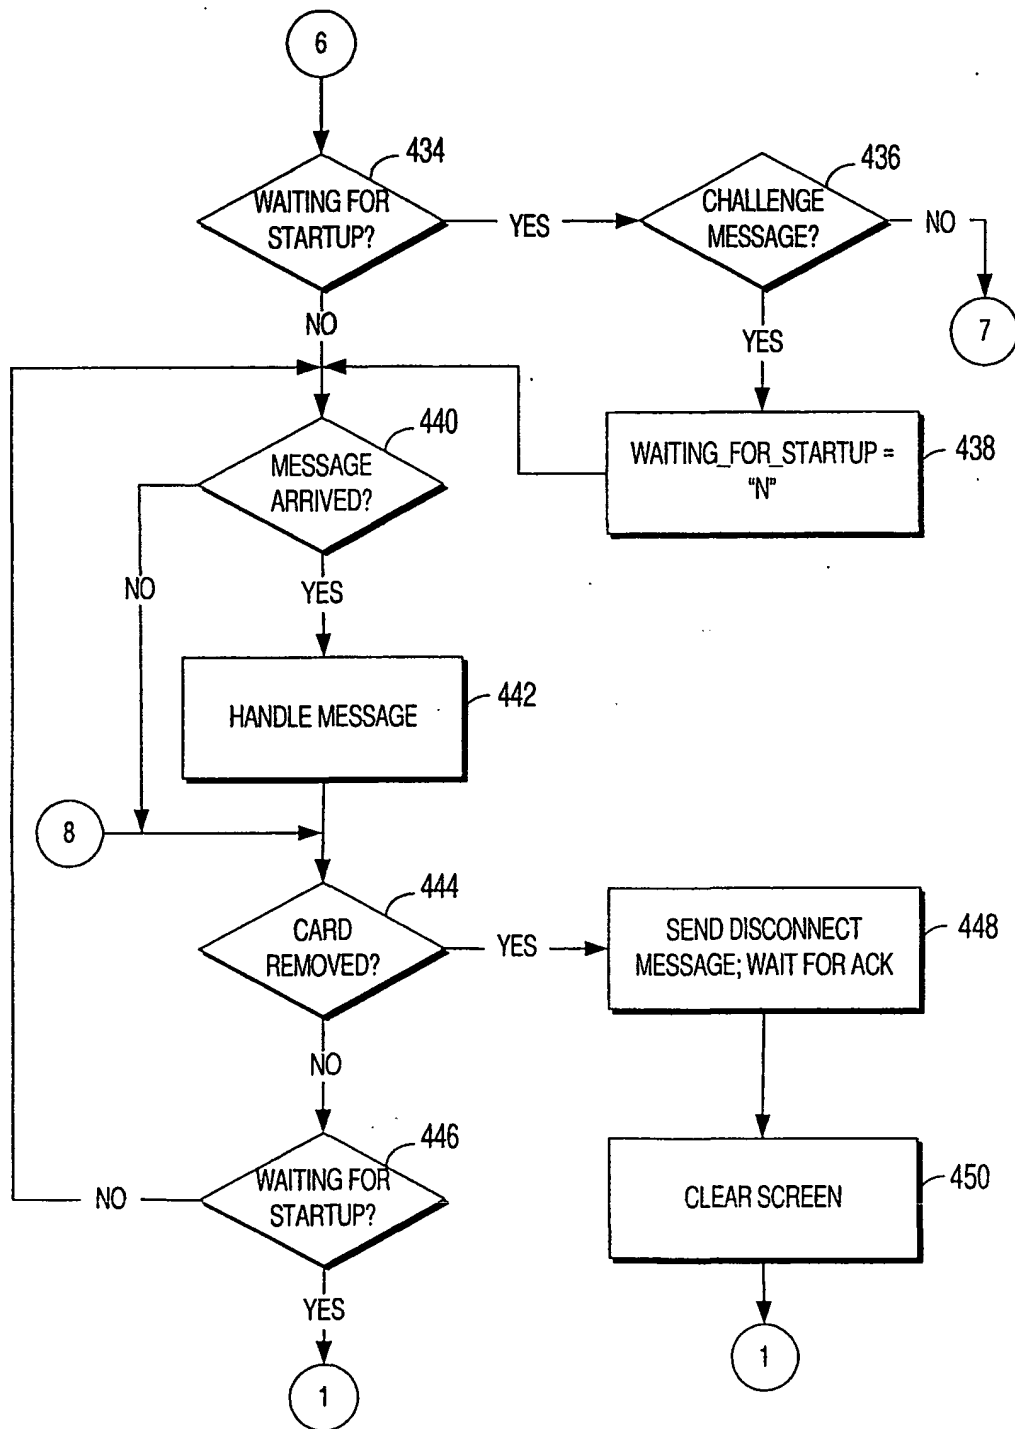 6
434
WAITING FOR
STARTUP?
YES
436
CHALLENGE
MESSAGE?
NO
7
NO
YES
440
MESSAGE
ARRIVED?
WAITING_FOR_STARTUP =
“N”
438
NO
YES
HANDLE MESSAGE
442
8
444
CARD
REMOVED?
YES
SEND DISCONNECT
MESSAGE; WAIT FOR ACK
448
NO
446
WAITING FOR
STARTUP?
NO
CLEAR SCREEN
450
YES
1
1